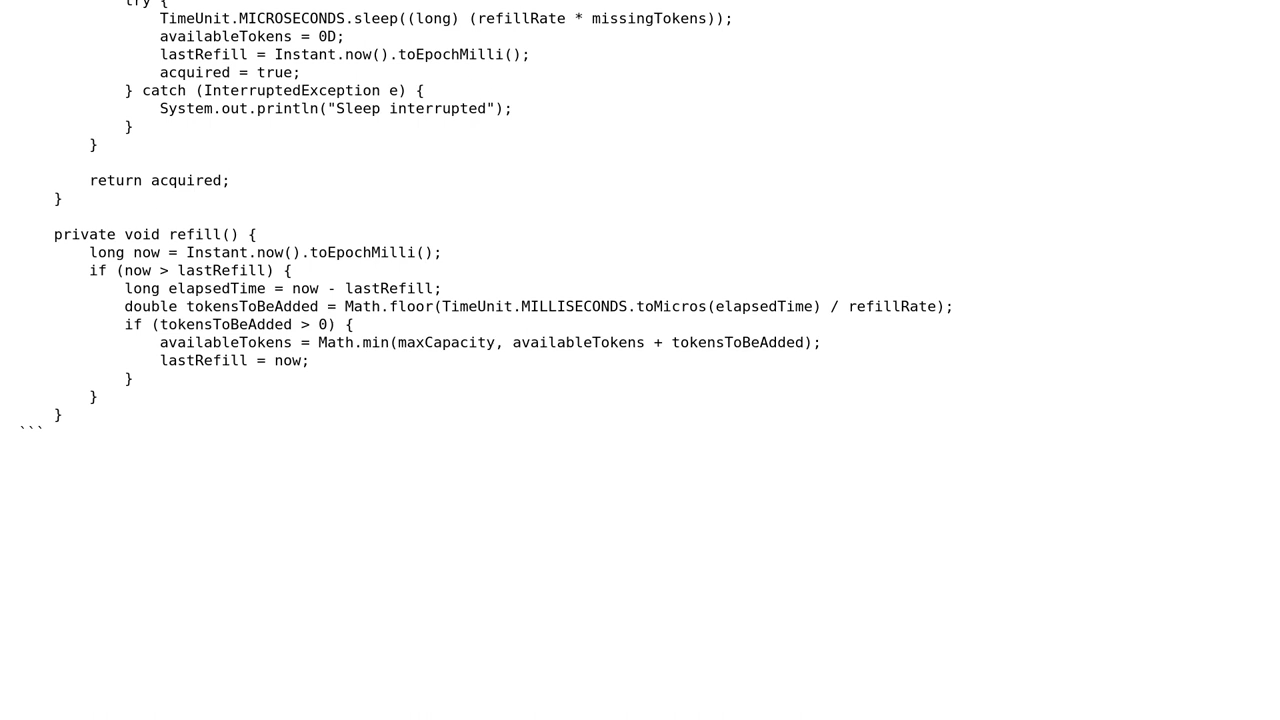 try {
TimeUnit.MICROSECONDS.sleep((long) (refillRate * missingTokens));
availableTokens = 0D;
lastRefill = Instant.now().toEpochMilli();
acquired = true;
} catch (InterruptedException e) {
System.out.println("Sleep interrupted");
}
}
return acquired;
}
private void refill() {
long now = Instant.now().toEpochMilli();
if (now > lastRefill) {
long elapsedTime = now - lastRefill;
double tokensToBeAdded = Math.floor(TimeUnit.MILLISECONDS.toMicros(elapsedTime) / refillRate);
if (tokensToBeAdded > 0) {
availableTokens = Math.min(maxCapacity, availableTokens + tokensToBeAdded);
lastRefill = now;
}
}
}
```